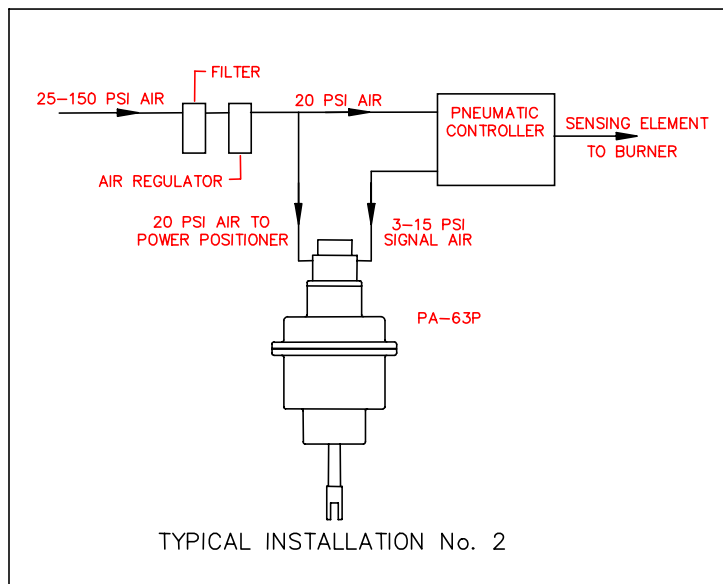 FILTER
25-150 PSI AIR
20 PSI AIR
PNEUMATIC
CONTROLLER
SENSING ELEMENT
TO BURNER
AIR REGULATOR
20 PSI AIR TO
POWER POSITIONER
3-15 PSI
SIGNAL AIR
PA-63P
TYPICAL INSTALLATION No. 2